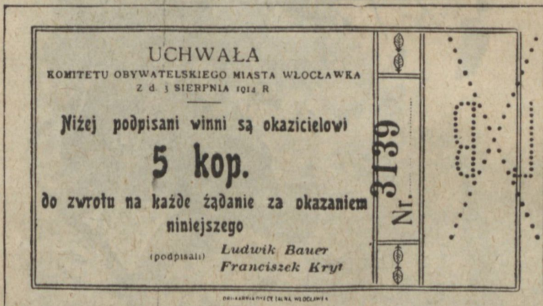 UCHWAŁA
KOMITETU OBYWATELSKIEGO MIASTA WŁOCŁAWKA
Z d. 3 SIERPNIA 1914 R
Niżej podpisani winni są okazicielowi
5 kop.
do zwrotu na każde żądanie za okazaniem
niniejszego
(podpisali) Ludwik Bauer
Franciszek Kryt
Nr. 3139